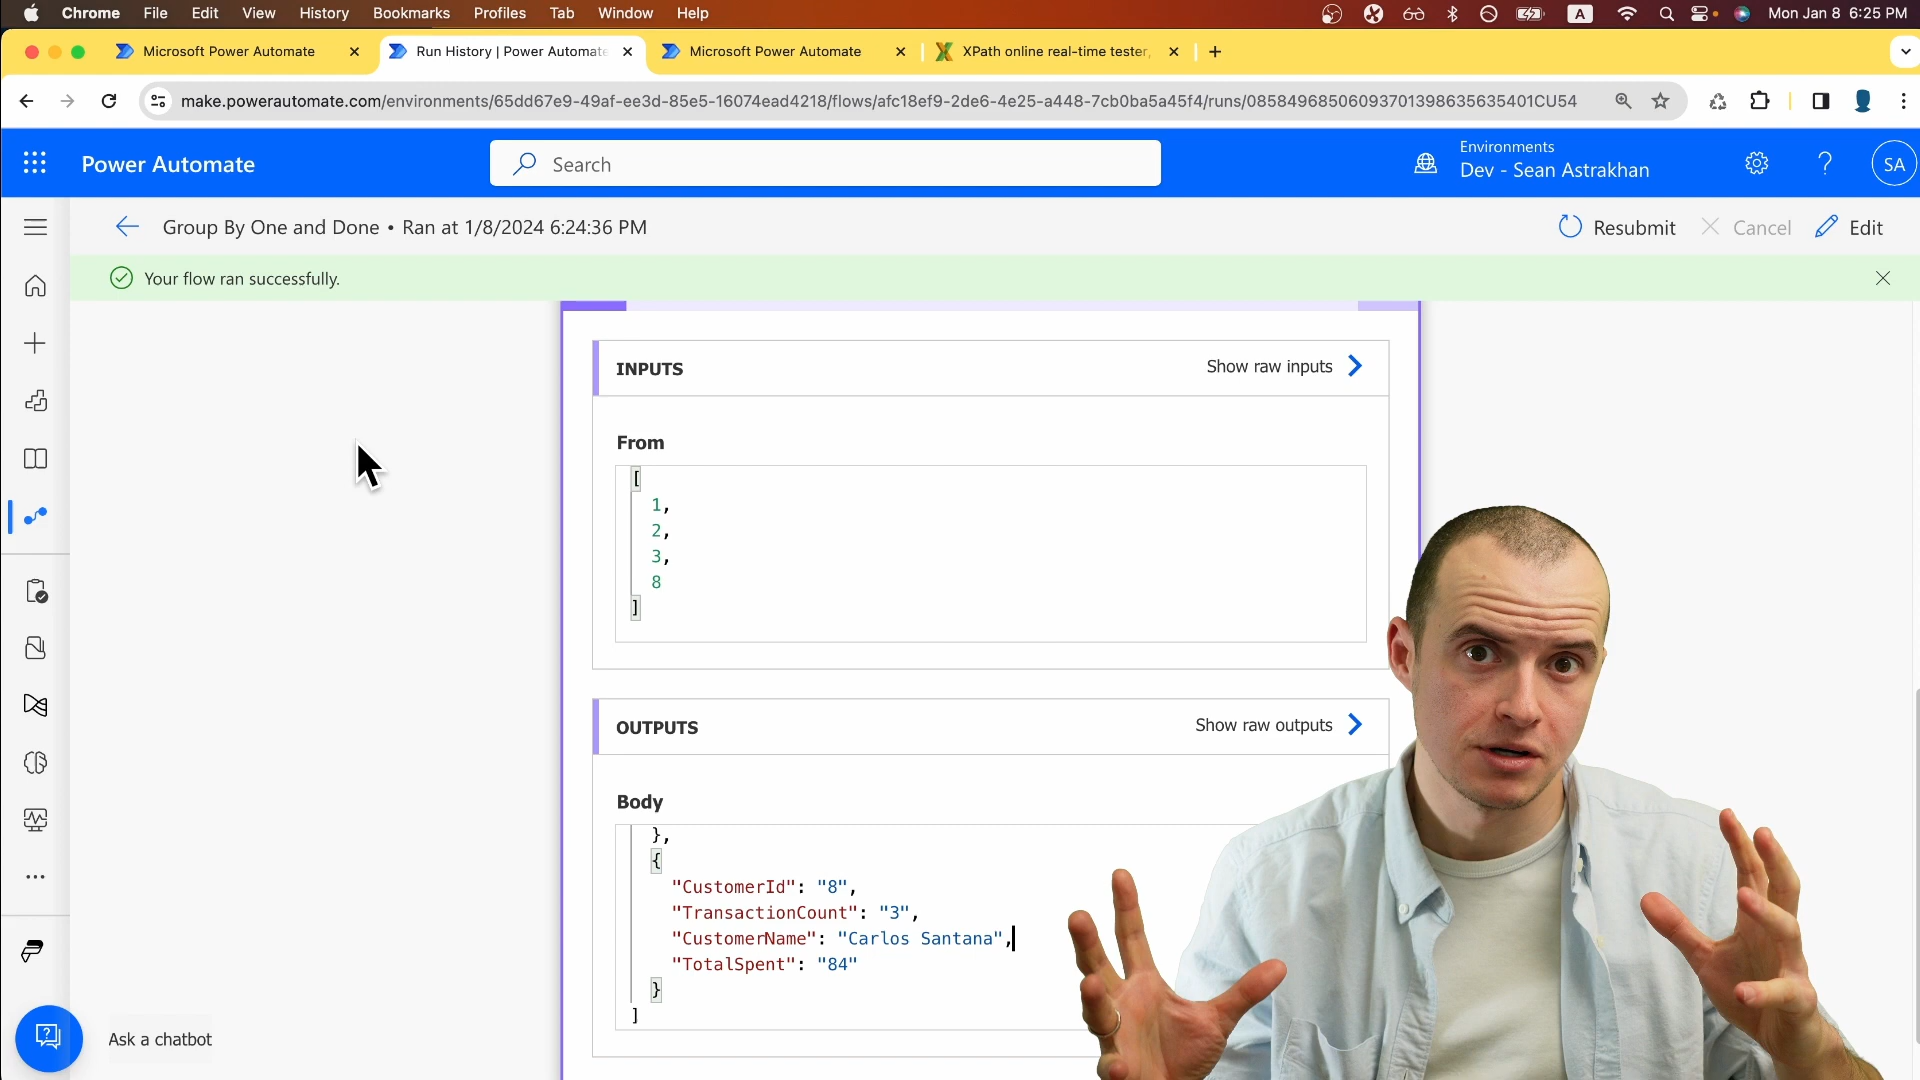 Chrome File Edit View History Bookmarks Profiles Tab Window Help A Mon Jan 8 6:25 PM
Microsoft Power Automate Run History | Power Automate Microsoft Power Automate XPath online real-time tester,
make.powerautomate.com/environments/65dd67e9-49af-ee3d-85e5-16074ead4218/flows/afc18ef9-2de6-4e25-a448-7cb0ba5a45f4/runs/08584968506093701398635635401CU54
Power Automate Search Environments
Dev - Sean Astrakhan ? SA
Group By One and Done • Ran at 1/8/2024 6:24:36 PM Resubmit Cancel Edit
Your flow ran successfully.
INPUTS Show raw inputs
From
[
1,
2,
3,
8
]
OUTPUTS Show raw outputs
Body
},
{
"CustomerId": "8",
"TransactionCount": "3",
"CustomerName": "Carlos Santana",
"TotalSpent": "84"
}
]
Ask a chatbot